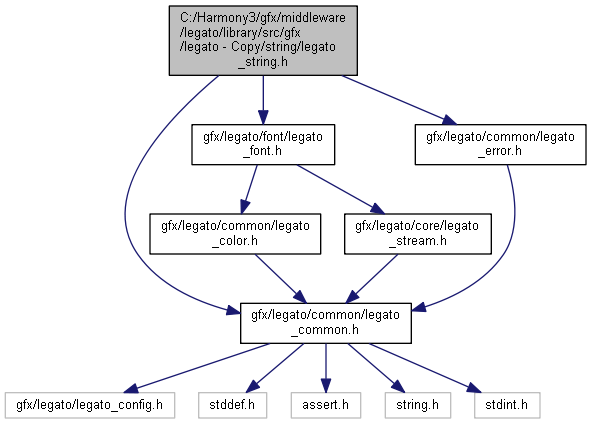 C:/Harmony3/gfx/middleware
/legato/library/src/gfx
/legato - Copy/string/legato
_string.h
gfx/legato/font/legato
_font.h
gfx/legato/common/legato
_error.h
gfx/legato/common/legato
_color.h
gfx/legato/core/legato
_stream.h
gfx/legato/common/legato
_common.h
gfx/legato/legato_config.h
stddef.h
assert.h
string.h
stdint.h